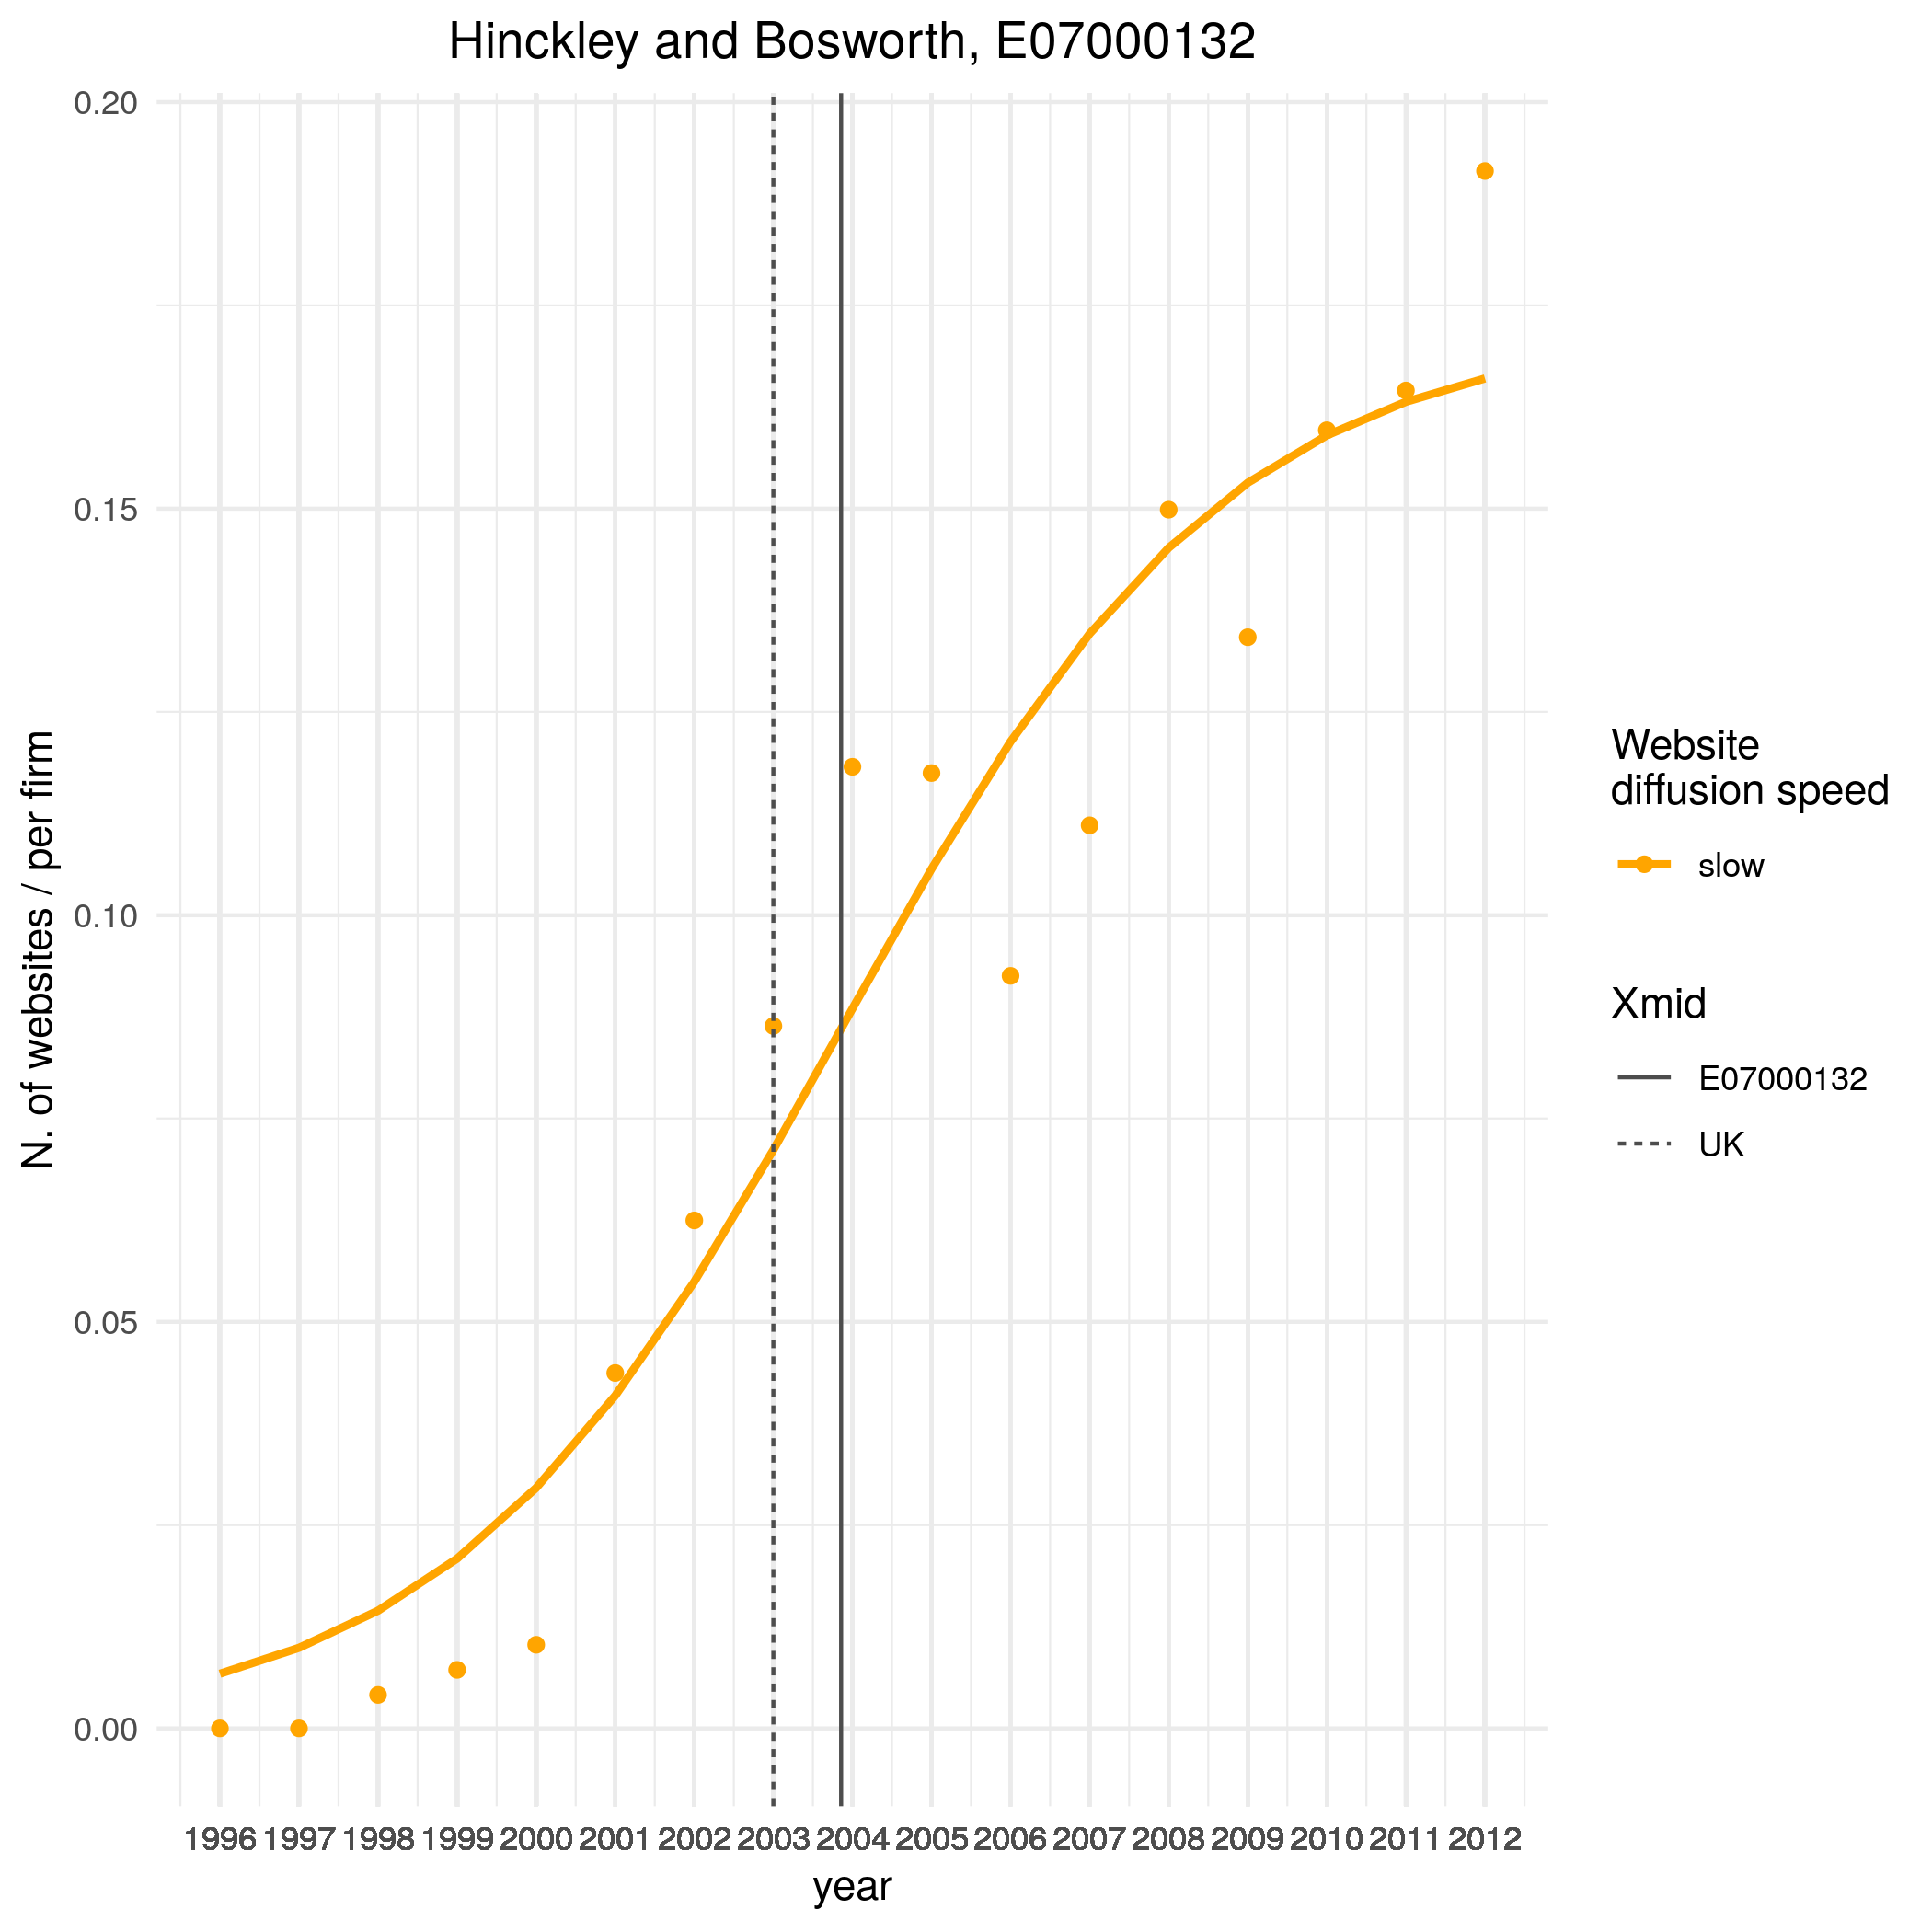 Hinckley and Bosworth, E07000132
0.20
0.15
0.10
0.05
0.00
N. of websites / per firm
1996 1997 1998 1999 2000 2001 2002 2003 2004 2005 2006 2007 2008 2009 2010 2011 2012
year
Website
diffusion speed
slow
Xmid
E07000132
UK